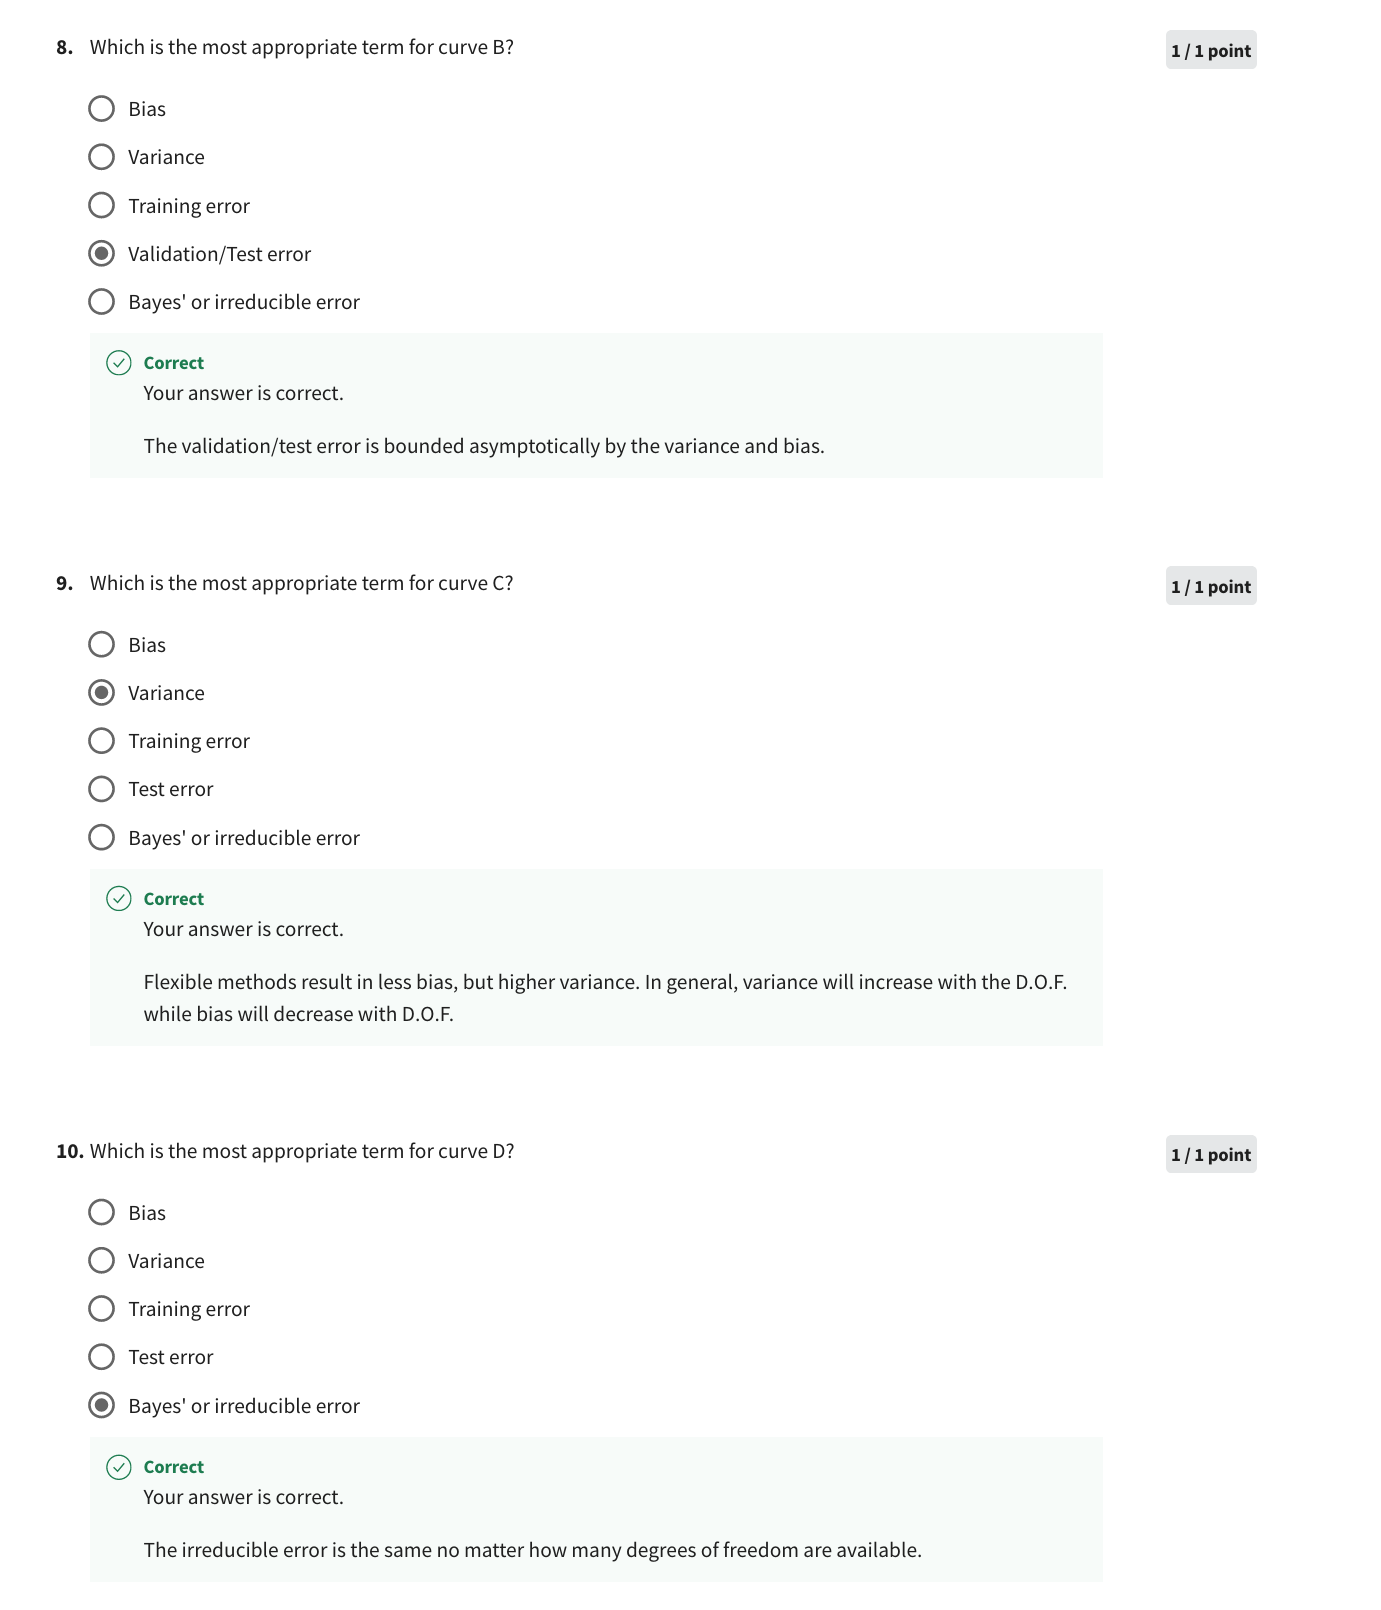 8. Which is the most appropriate term for curve B?
1 / 1 point
Bias
Variance
Training error
Validation/Test error
Bayes' or irreducible error
Correct
Your answer is correct.
The validation/test error is bounded asymptotically by the variance and bias.
9. Which is the most appropriate term for curve C?
1 / 1 point
Bias
Variance
Training error
Test error
Bayes' or irreducible error
Correct
Your answer is correct.
Flexible methods result in less bias, but higher variance. In general, variance will increase with the D.O.F.
while bias will decrease with D.O.F.
10. Which is the most appropriate term for curve D?
1 / 1 point
Bias
Variance
Training error
Test error
Bayes' or irreducible error
Correct
Your answer is correct.
The irreducible error is the same no matter how many degrees of freedom are available.